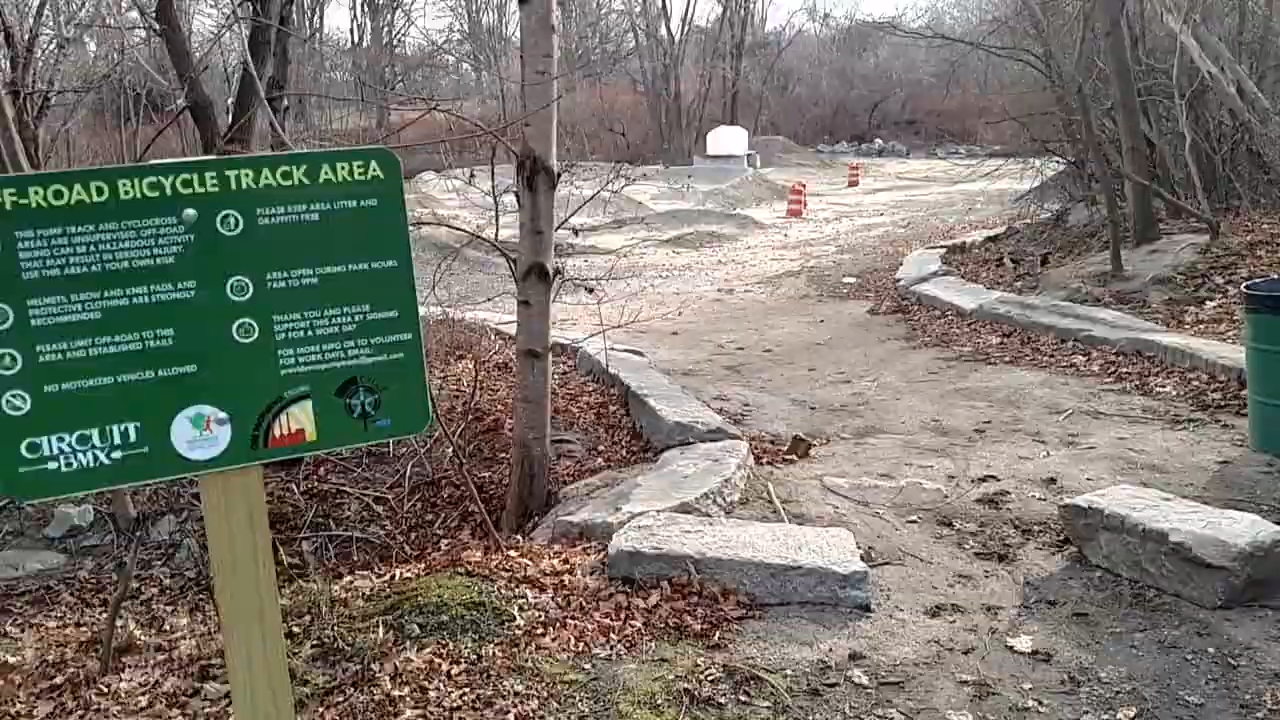 FF-ROAD BICYCLE TRACK AREA
THIS PUMP TRACK AND CYCLOCROSS
AREAS ARE UNSUPERVISED. OFF-ROAD
BIKING CAN BE A HAZARDOUS ACTIVITY
THAT MAY RESULT IN SERIOUS INJURY.
USE THIS AREA AT YOUR OWN RISK
HELMETS, ELBOW AND KNEE PADS, AND
PROTECTIVE CLOTHING ARE STRONGLY
RECOMMENDED
PLEASE LIMIT OFF-ROAD TO THIS
AREA AND ESTABLISHED TRAILS
NO MOTORIZED VEHICLES ALLOWED
PLEASE KEEP AREA LITTER AND
GRAFFITI FREE
AREA OPEN DURING PARK HOURS
7AM TO 9PM
THANK YOU AND PLEASE
SUPPORT THIS AREA BY SIGNING
UP FOR A WORK DAY
FOR MORE INFO OR TO VOLUNTEER
FOR WORK DAYS, EMAIL:
CIRCUIT
BMX